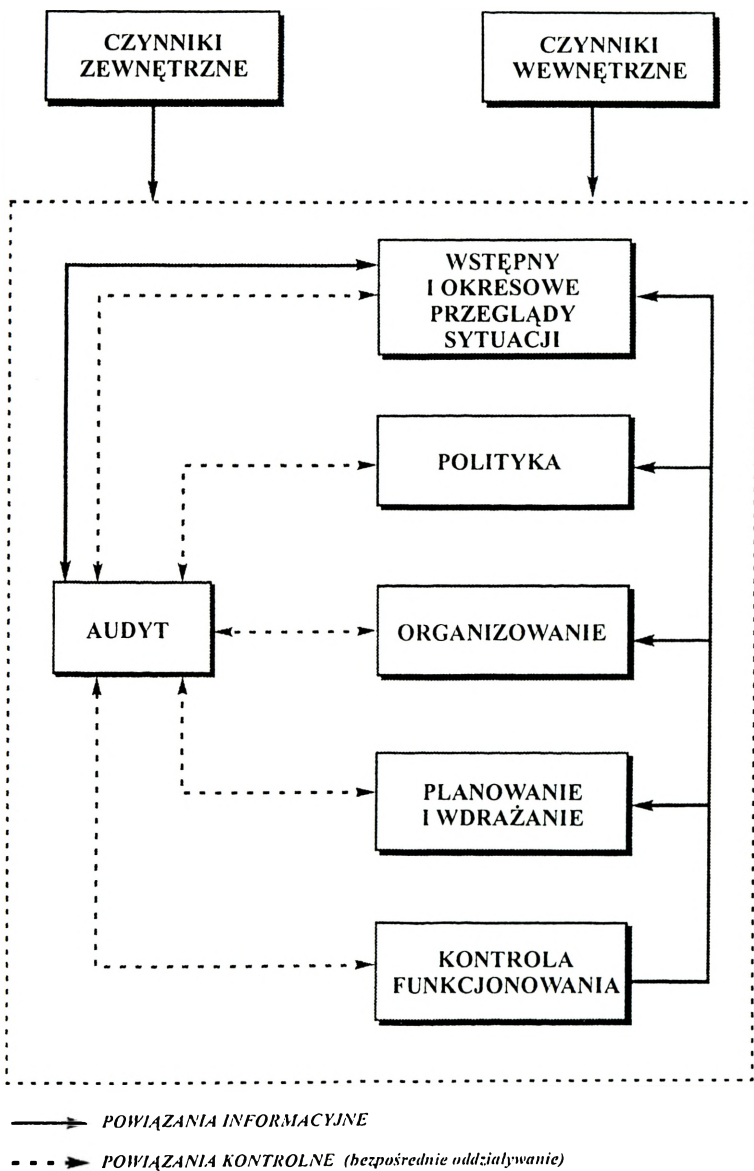 CZYNNIKI
ZEWNĘTRZNE
CZYNNIKI
WEWNĘTRZNE
WSTĘPNY
I OKRESOWE
PRZEGLĄDY
SYTUACJI
POLITYKA
AUDYT
ORGANIZOWANIE
PLANOWANIE
I WDRAŻANIE
KONTROLA
FUNKCJONOWANIA
POWIĄZANIA INFORMACYJNE
POWIĄZANIA KONTROLNE (bezpośrednie oddziaływanie)